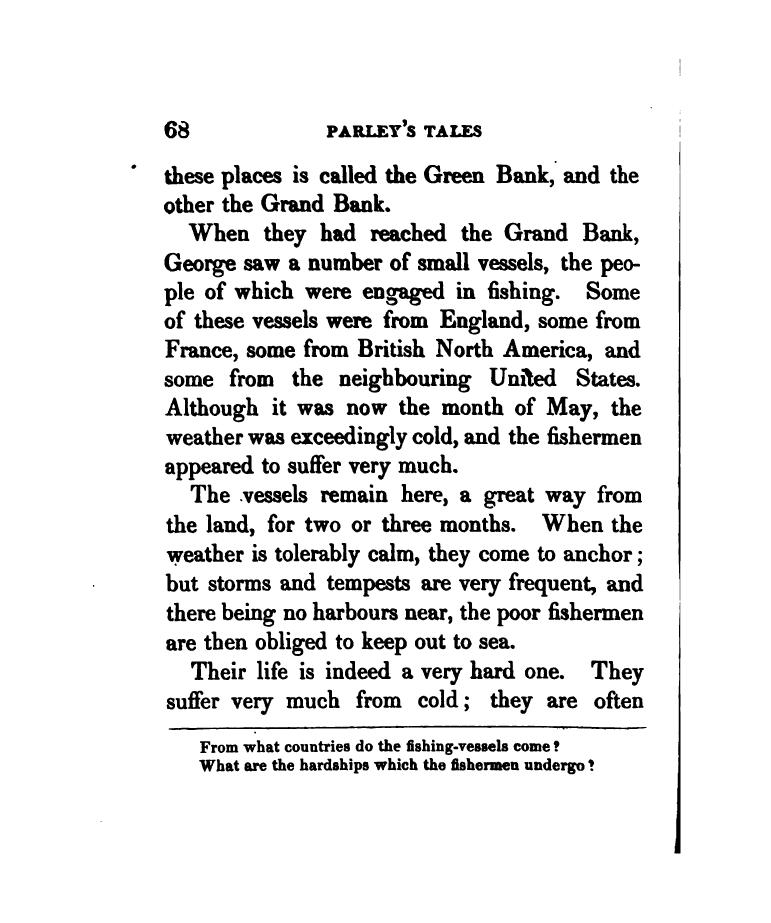 68 PARLEY'S TALES
these places is called the Green Bank, and the
other the Grand Bank.
When they had reached the Grand Bank,
George saw a number of small vessels, the peo-
ple of which were engaged in fishing. Some
of these vessels were from England, some from
France, some from British North America, and
some from the neighbouring United States.
Although it was now the month of May, the
weather was exceedingly cold, and the fishermen
appeared to suffer very much.
The vessels remain here, a great way from
the land, for two or three months. When the
weather is tolerably calm, they come to anchor;
but storms and tempests are very frequent, and
there being no harbours near, the poor fishermen
are then obliged to keep out to sea.
Their life is indeed a very hard one. They
suffer very much from cold; they are often
From what countries do the fishing-vessels come?
What are the hardships which the fishermen undergo?